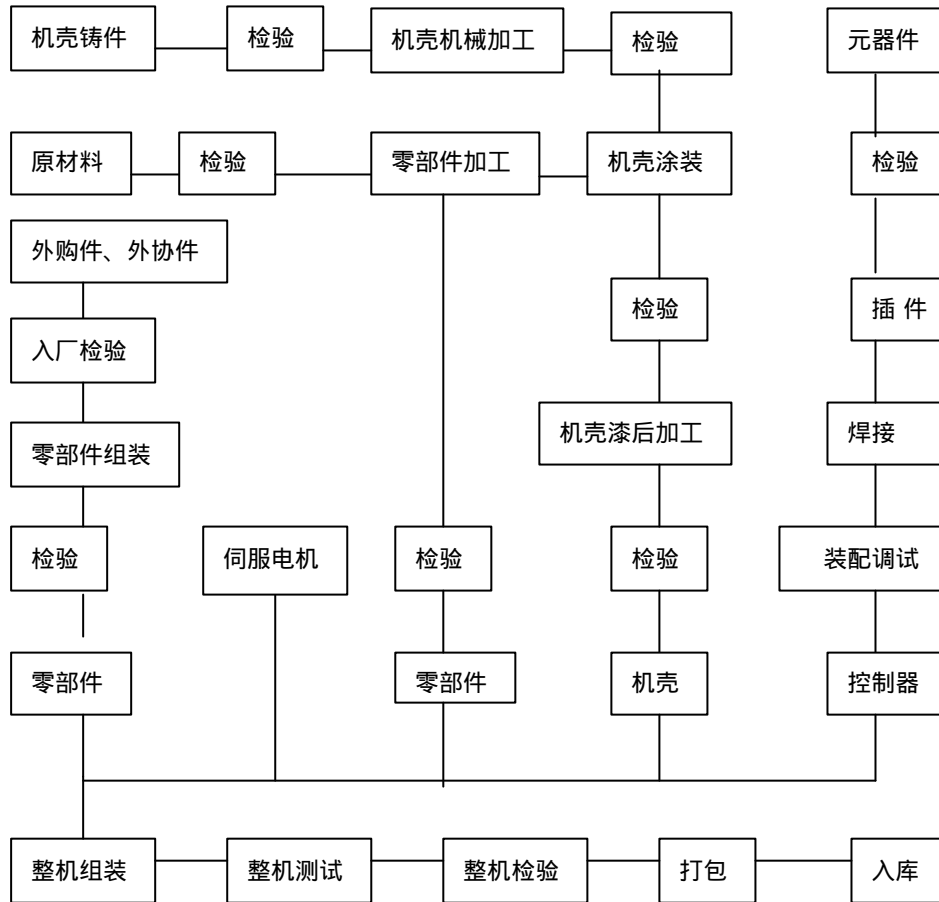 机壳铸件 检验 机壳机械加工 检验 元器件
原材料 检验 零部件加工 机壳涂装 检验
外购件、外协件
检验 插 件
入厂检验
机壳漆后加工 焊接
零部件组装
检验 伺服电机 检验 检验 装配调试
零部件 零部件 机壳 控制器
整机组装 整机测试 整机检验 打包 入库